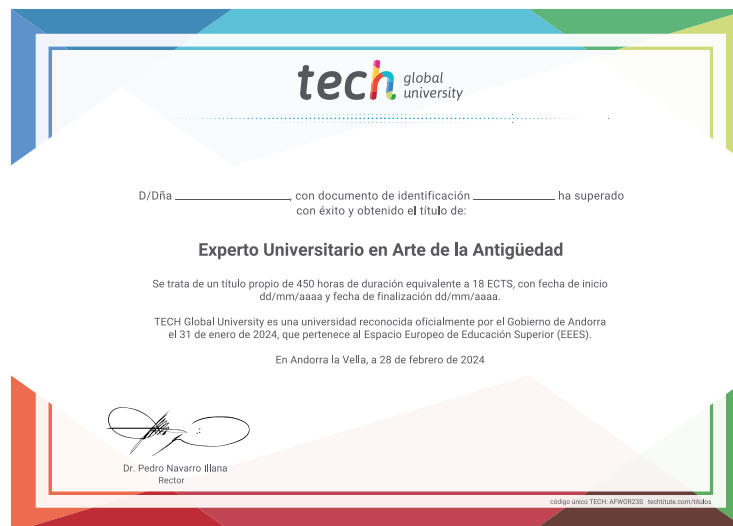 tech global university
D/Dña ____________________, con documento de identificación ______________ ha superado
con éxito y obtenido el título de:
Experto Universitario en Arte de la Antigüedad
Se trata de un título propio de 450 horas de duración equivalente a 18 ECTS, con fecha de inicio
dd/mm/aaaa y fecha de finalización dd/mm/aaaa.
TECH Global University es una universidad reconocida oficialmente por el Gobierno de Andorra
el 31 de enero de 2024, que pertenece al Espacio Europeo de Educación Superior (EEES).
En Andorra la Vella, a 28 de febrero de 2024
Dr. Pedro Navarro Illana
Rector
código único TECH: AFWOR23S techtitute.com/titulos